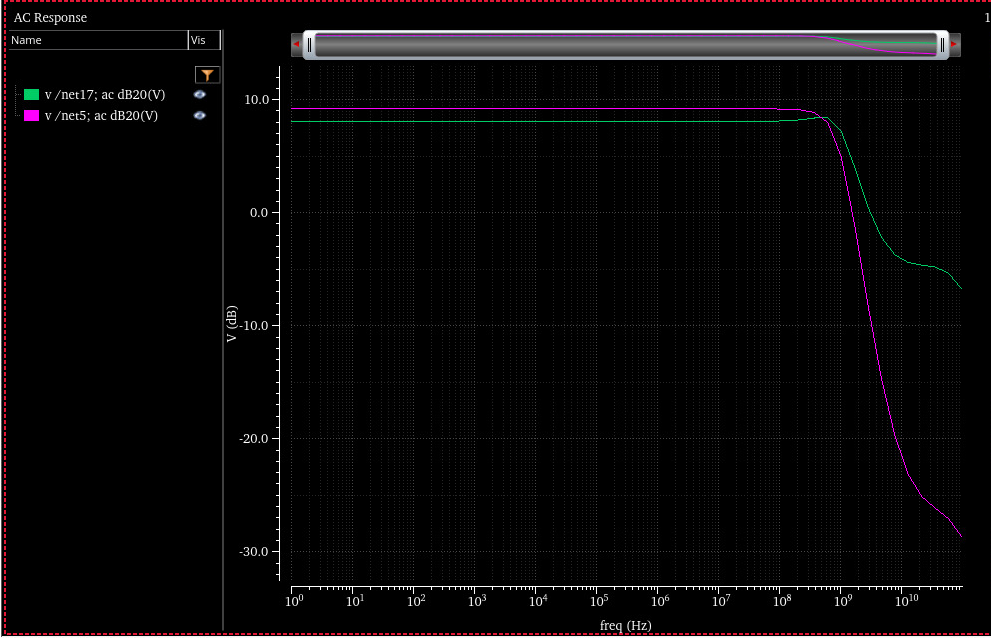 AC Response
1
Name Vis
v /net17; ac dB20(V)
v /net5; ac dB20(V)
10.0
0.0
-10.0
-20.0
-30.0
V (dB)
10⁰ 10¹ 10² 10³ 10⁴ 10⁵ 10⁶ 10⁷ 10⁸ 10⁹ 10¹⁰
freq (Hz)